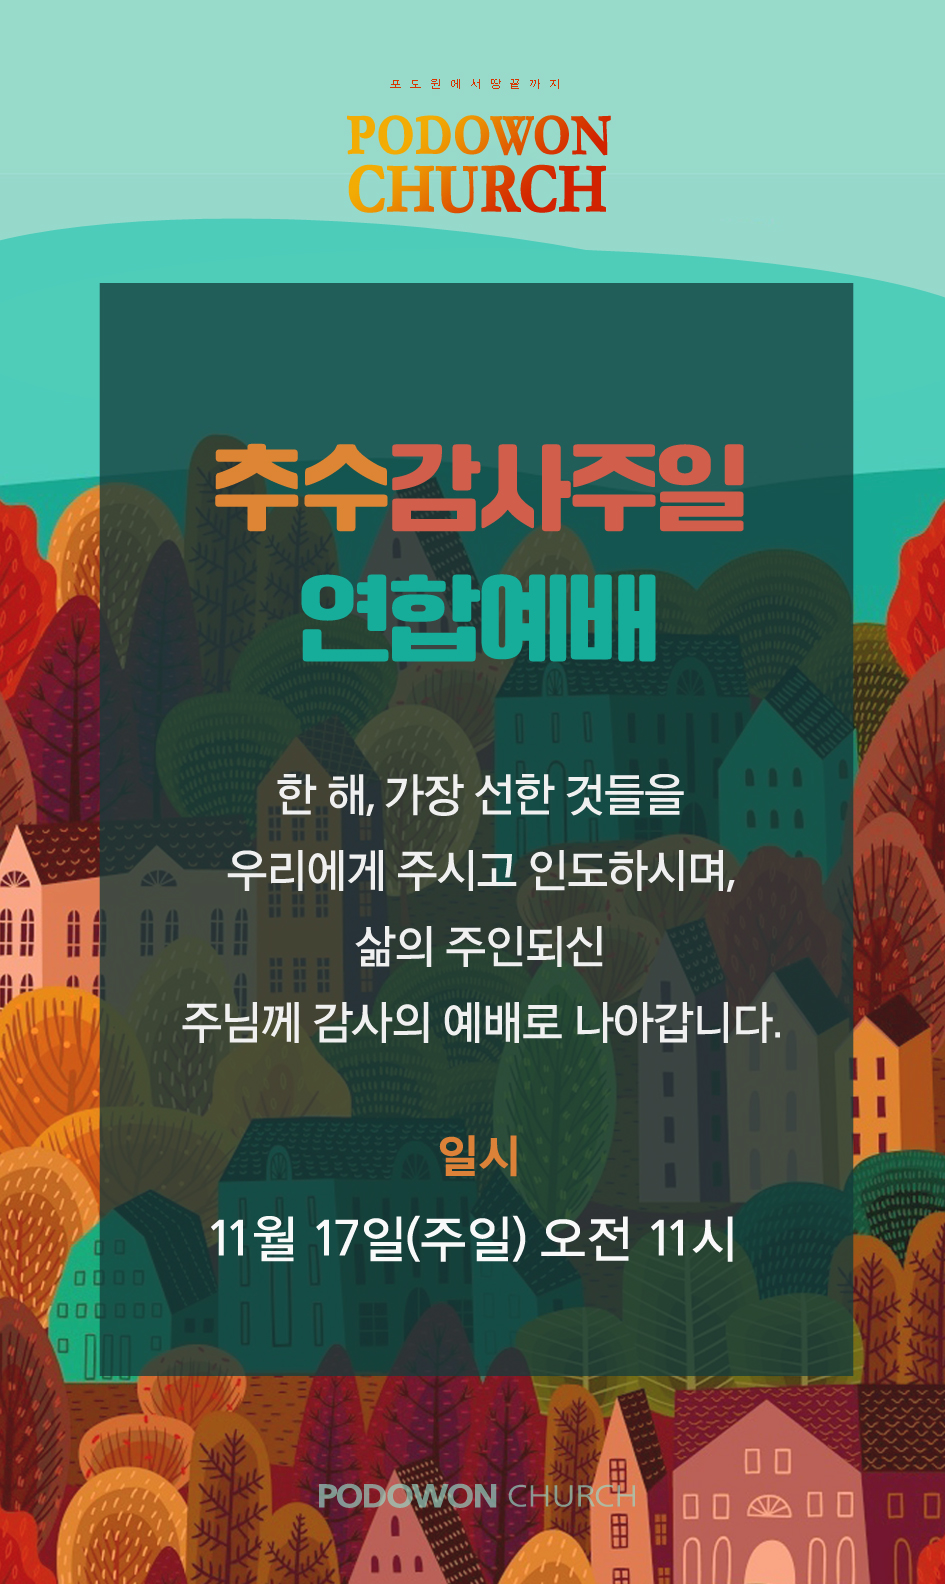 포도원에서땅끝까지
PODOWON
CHURCH
추수감사주일
연합예배
한 해, 가장 선한 것들을
우리에게 주시고 인도하시며,
삶의 주인되신
주님께 감사의 예배로 나아갑니다.
일시
11월 17일(주일) 오전 11시
PODOWON CHURCH